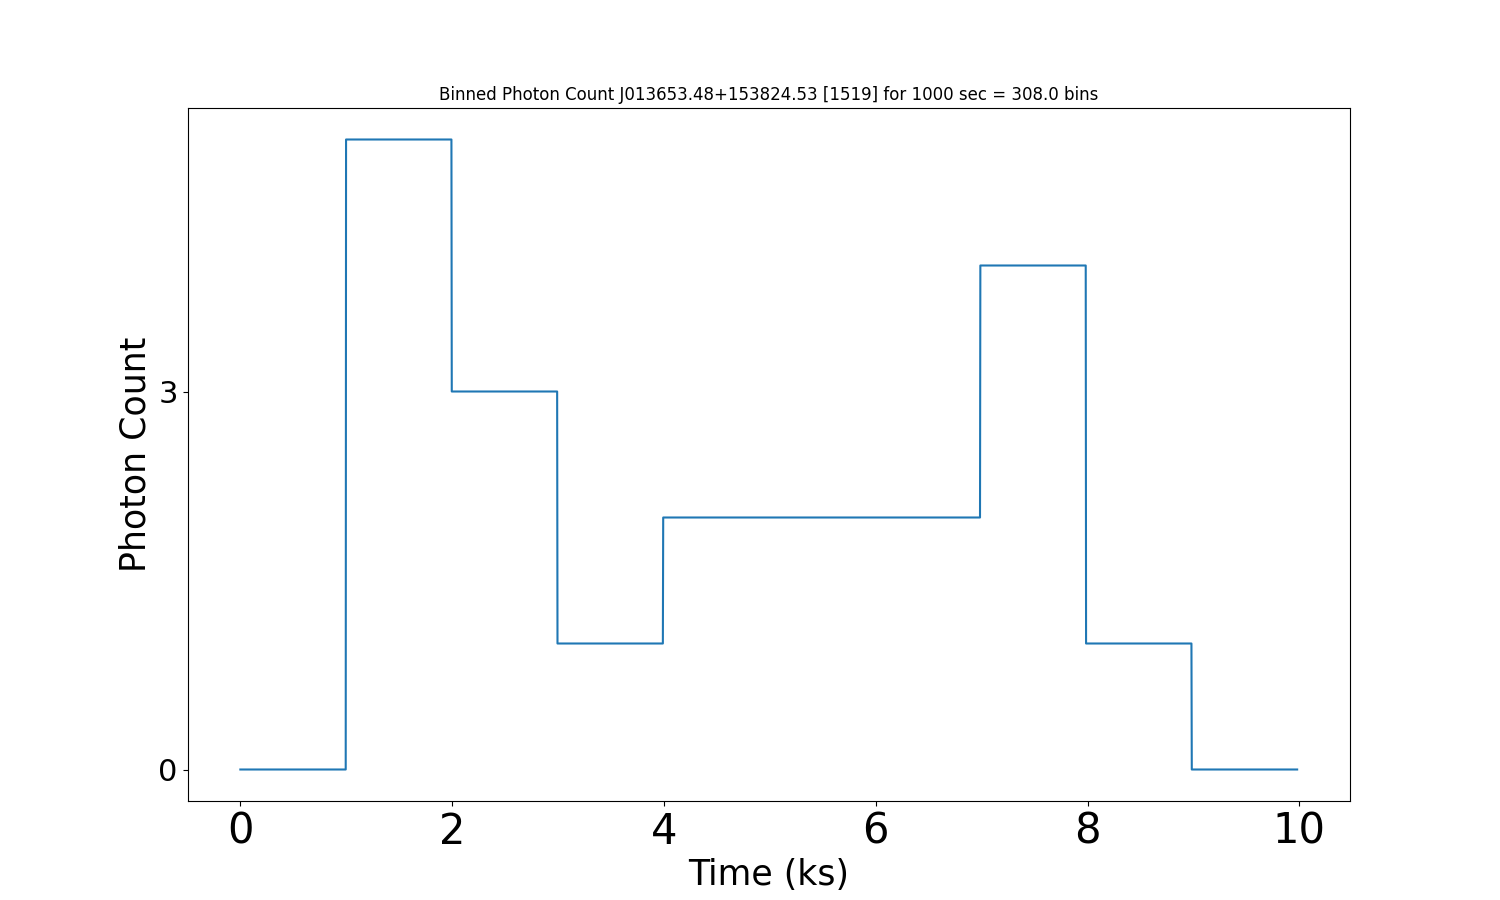 Binned Photon Count J013653.48+153824.53 [1519] for 1000 sec = 308.0 bins
Photon Count
3
0
0 2 4 6 8 10
Time (ks)